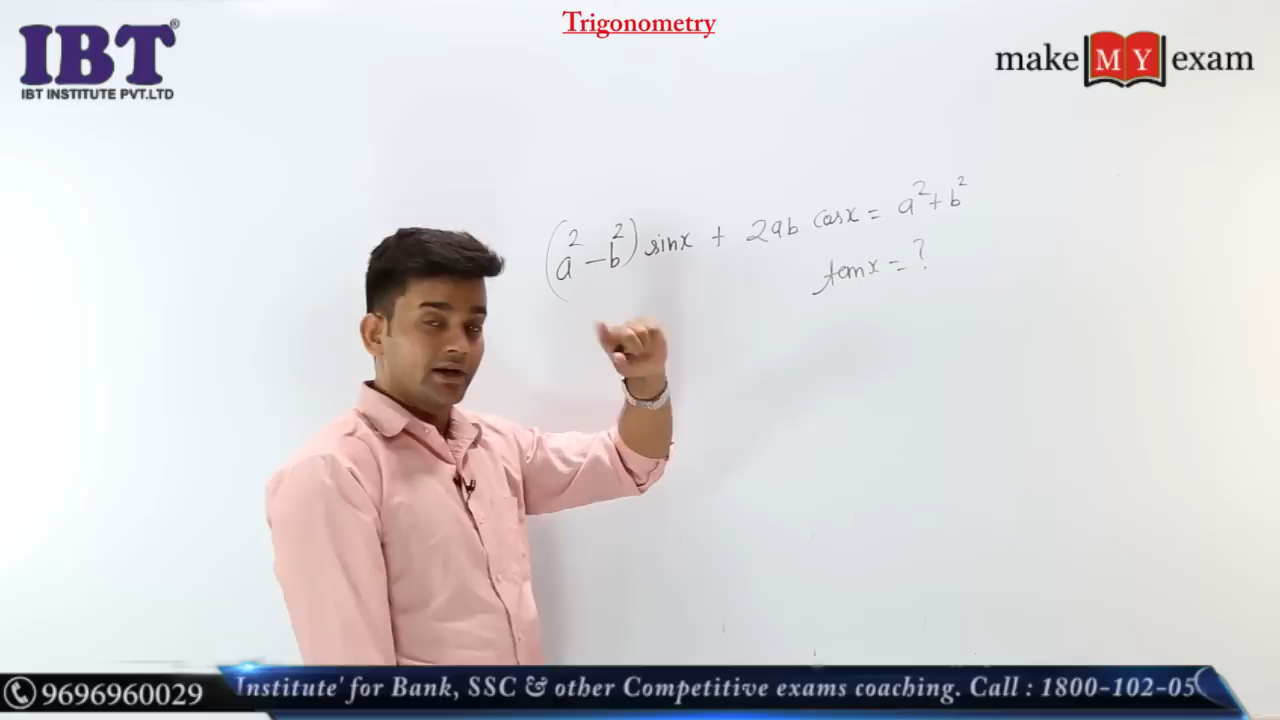 Trigonometry
IBT®
IBT INSTITUTE PVT.LTD
make MY exam
(a² - b²) sinx + 2ab cosx = a² + b²
tanx = ?
9696960029
Institute' for Bank, SSC & other Competitive exams coaching. Call : 1800-102-05